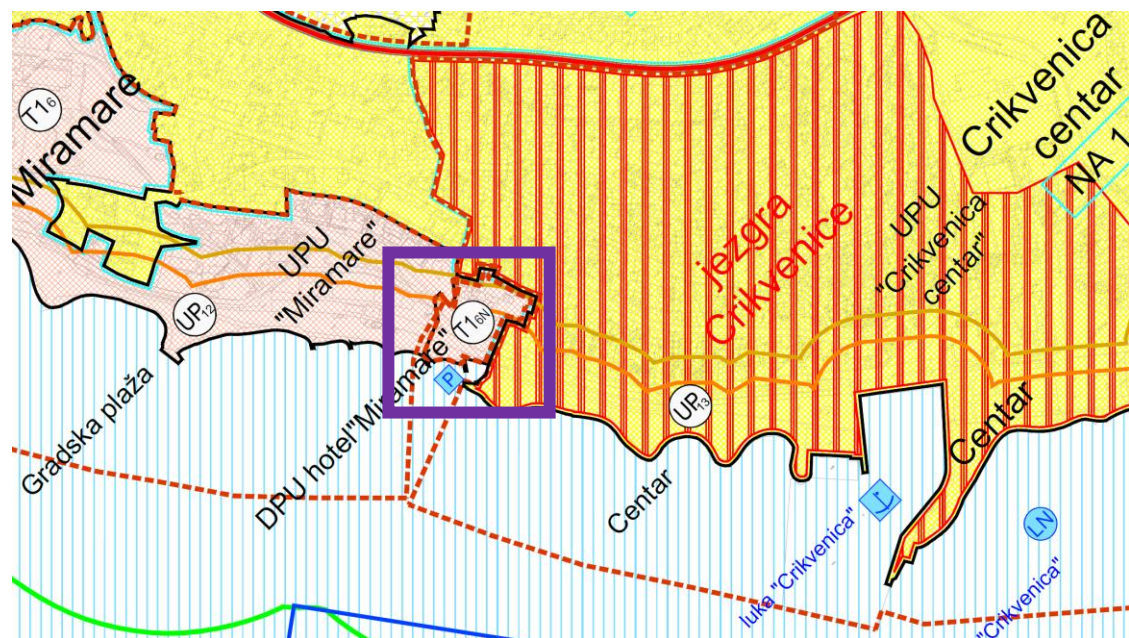 T16
Miramare
UPU
"Miramare"
UP12
Gradska plaža
DPU hotel"Miramare"
T16N
P
jezgra
Crikvenice
UPU
"Crikvenica
centar"
Crikvenica
centar
NA 1
UP13
Centar
Centar
luka "Crikvenica"
LN
"Crikvenica"